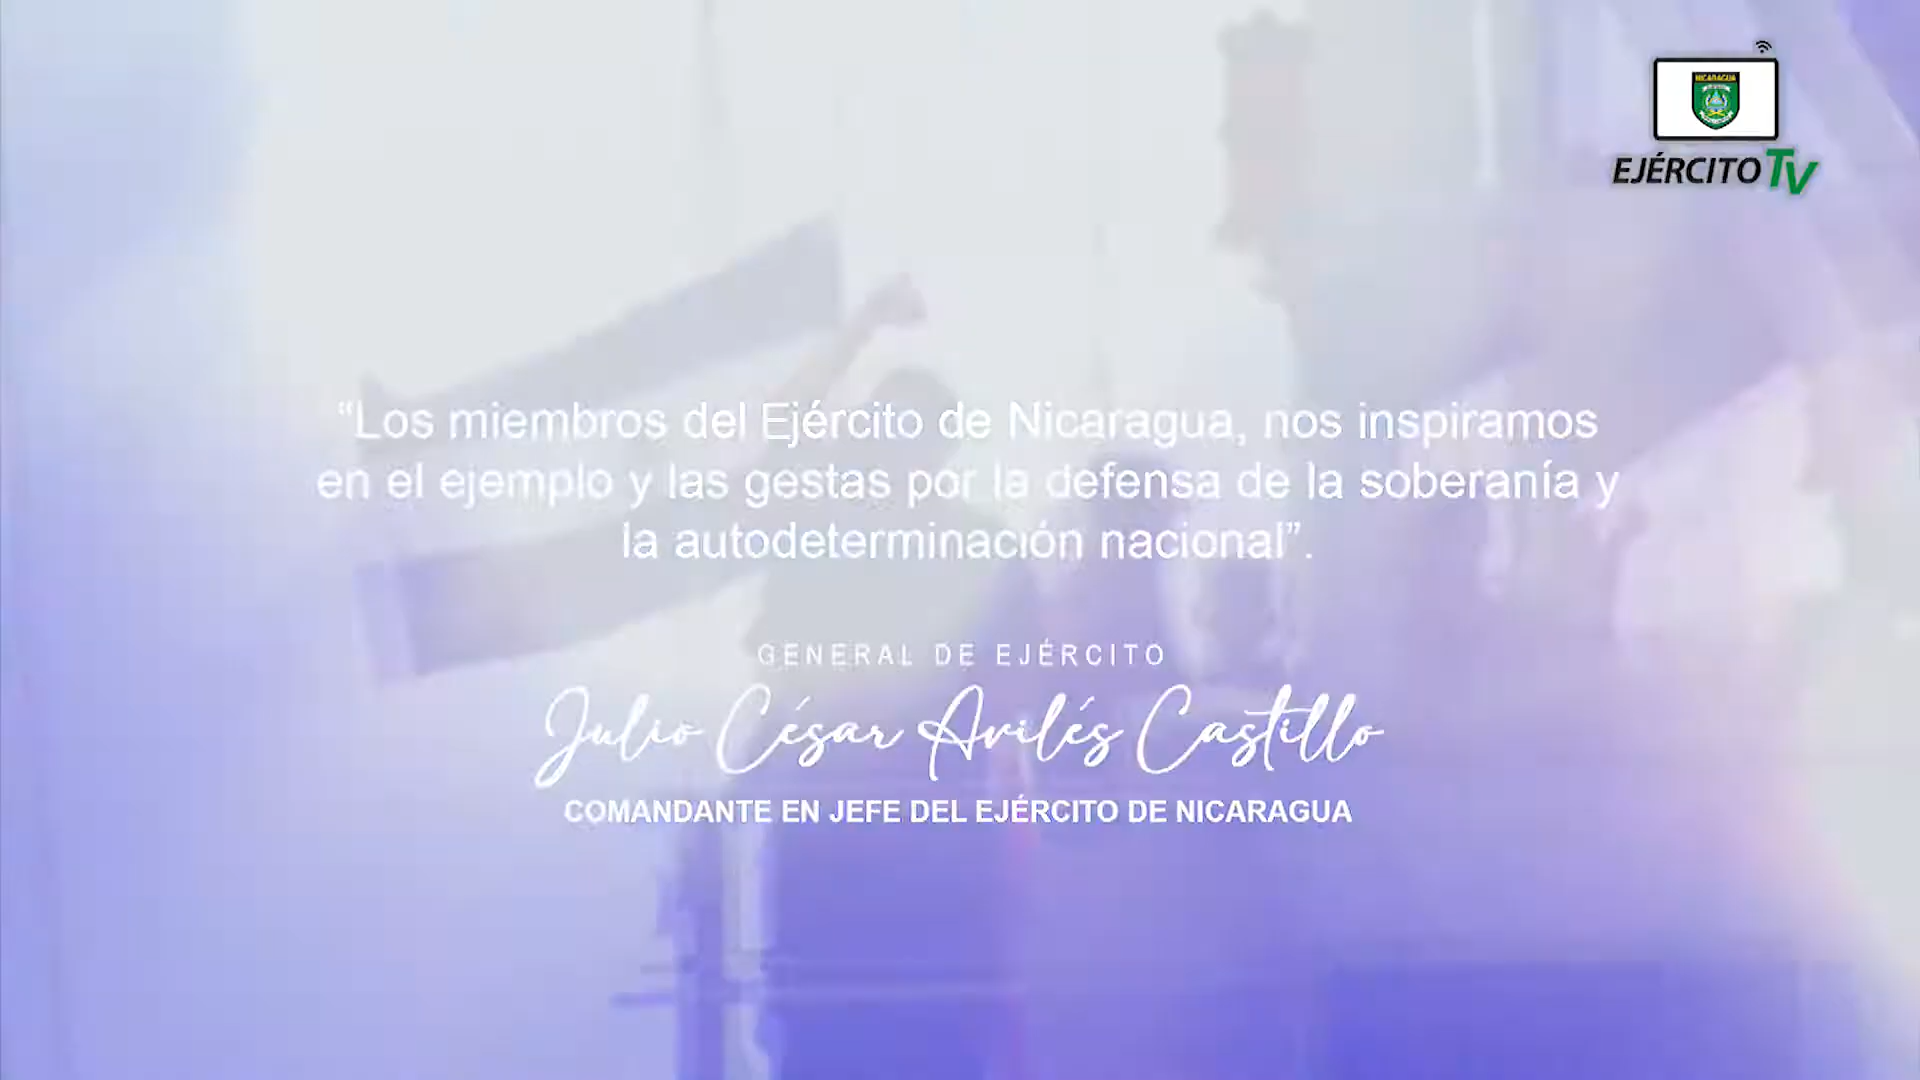 NICARAGUA
EJÉRCITO TV
“Los miembros del Ejército de Nicaragua, nos inspiramos
en el ejemplo y las gestas por la defensa de la soberanía y
la autodeterminación nacional”.
GENERAL DE EJÉRCITO
Julio César Avilés Castillo
COMANDANTE EN JEFE DEL EJÉRCITO DE NICARAGUA